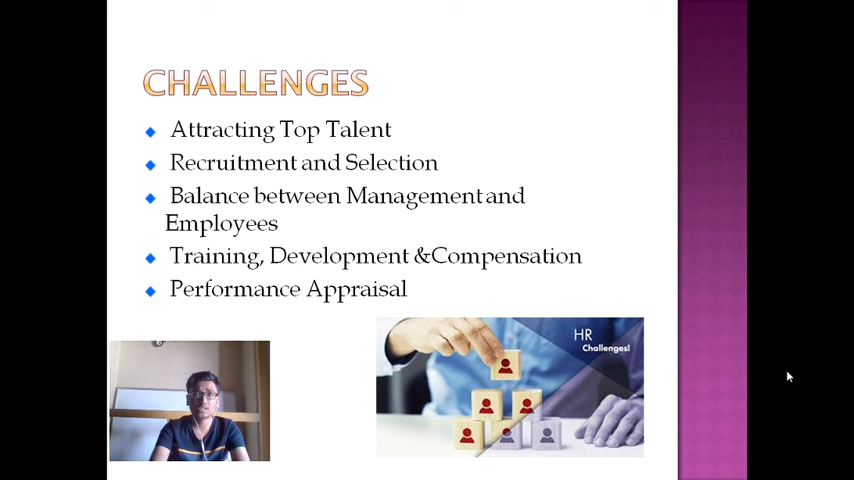 CHALLENGES
Attracting Top Talent
Recruitment and Selection
Balance between Management and
Employees
Training, Development &Compensation
Performance Appraisal
HR
Challenges!